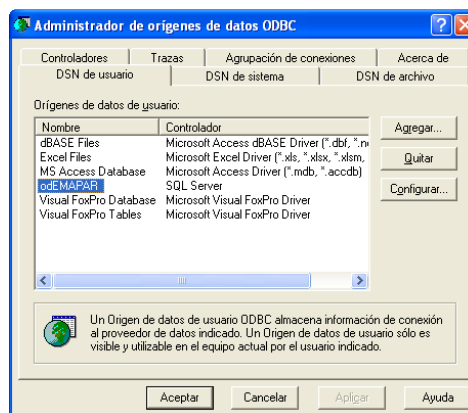 Administrador de orígenes de datos ODBC
Controladores Trazas Agrupación de conexiones Acerca de
DSN de usuario DSN de sistema DSN de archivo
Orígenes de datos de usuario:
Nombre Controlador
dBASE Files Microsoft Access dBASE Driver (*.dbf, *.n
Excel Files Microsoft Excel Driver (*.xls, *.xlsx, *.xlsm,
MS Access Database Microsoft Access Driver (*.mdb, *.accdb)
odEMAPAR SQL Server
Visual FoxPro Database Microsoft Visual FoxPro Driver
Visual FoxPro Tables Microsoft Visual FoxPro Driver
Agregar...
Quitar
Configurar...
Un Origen de datos de usuario ODBC almacena información de conexión
al proveedor de datos indicado. Un Origen de datos de usuario sólo es
visible y utilizable en el equipo actual por el usuario indicado.
Aceptar Cancelar Aplicar Ayuda